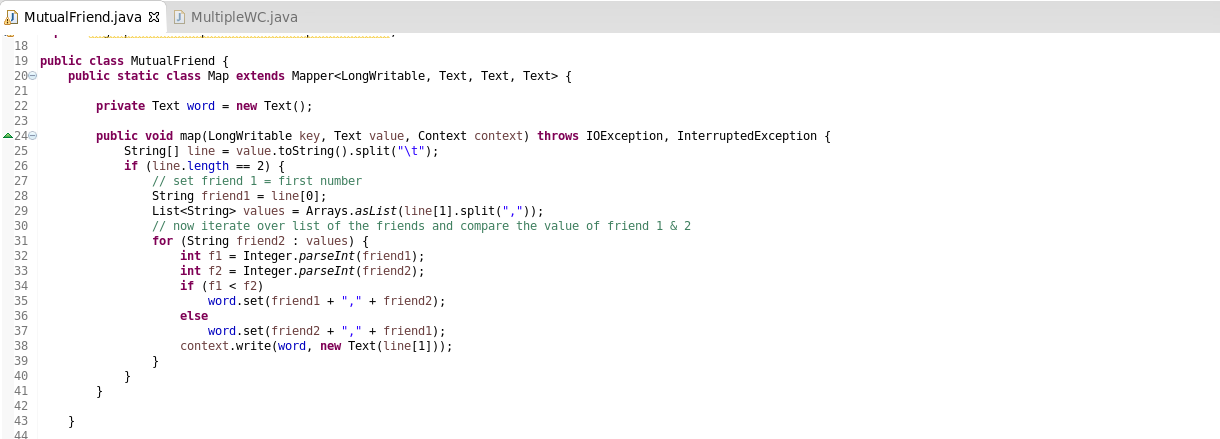 MutualFriend.java MultipleWC.java
18
19 public class MutualFriend {
20 public static class Map extends Mapper<LongWritable, Text, Text, Text> {
21
22 private Text word = new Text();
23
24 public void map(LongWritable key, Text value, Context context) throws IOException, InterruptedException {
25 String[] line = value.toString().split("\t");
26 if (line.length == 2) {
27 // set friend 1 = first number
28 String friend1 = line[0];
29 List<String> values = Arrays.asList(line[1].split(","));
30 // now iterate over list of the friends and compare the value of friend 1 & 2
31 for (String friend2 : values) {
32 int f1 = Integer.parseInt(friend1);
33 int f2 = Integer.parseInt(friend2);
34 if (f1 < f2)
35 word.set(friend1 + "," + friend2);
36 else
37 word.set(friend2 + "," + friend1);
38 context.write(word, new Text(line[1]));
39 }
40 }
41 }
42
43 }
44